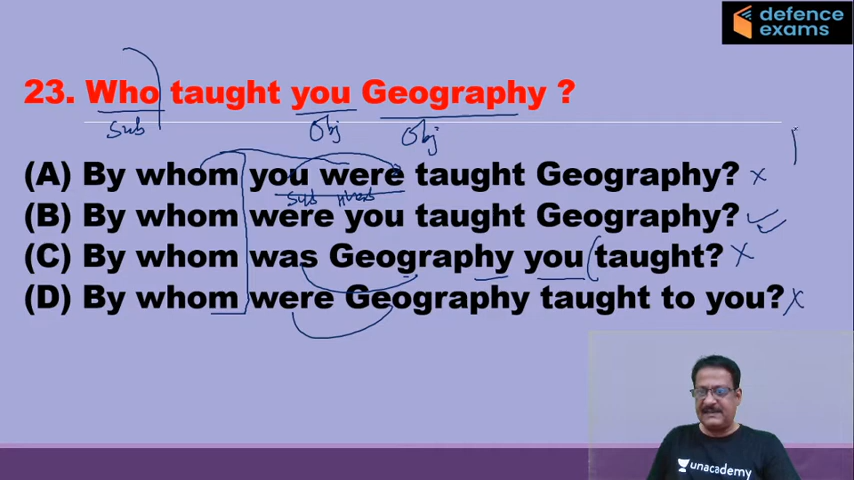 defence
exams
23. Who taught you Geography ?
Sub Obj Obj
(A) By whom you were taught Geography?
Sub
(B) By whom were you taught Geography?
(C) By whom was Geography you taught?
(D) By whom were Geography taught to you?
unacademy